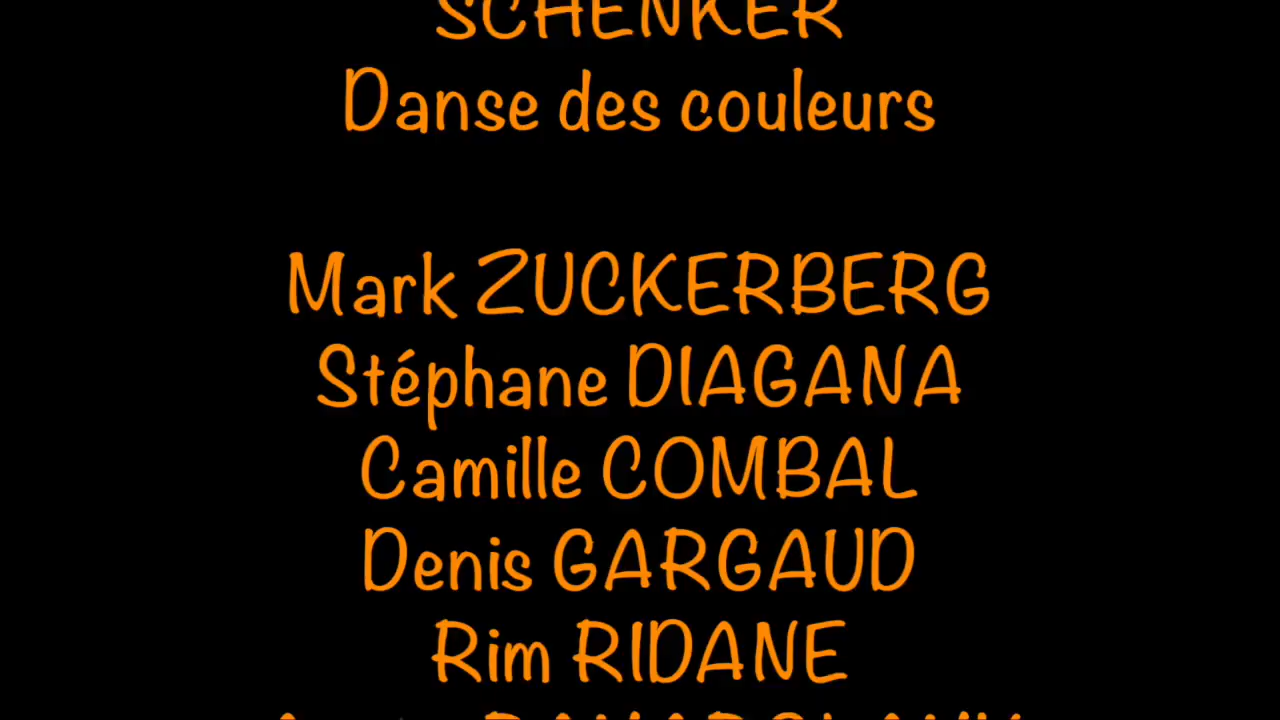 SCHENKER
Danse des couleurs
Mark ZUCKERBERG
Stéphane DIAGANA
Camille COMBAL
Denis GARGAUD
Rim RIDANE